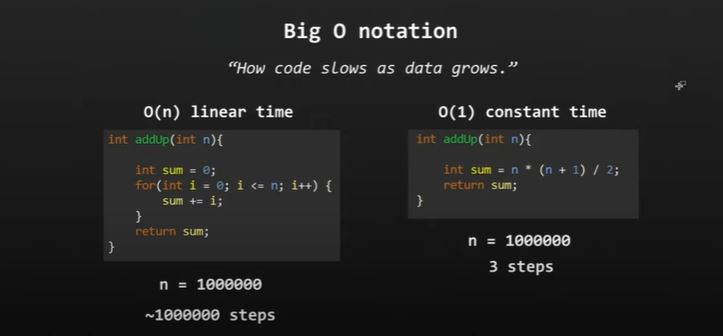 Big O notation
“How code slows as data grows.”
O(n) linear time
int addUp(int n){
int sum = 0;
for(int i = 0; i <= n; i++) {
sum += i;
}
return sum;
}
n = 1000000
~1000000 steps
O(1) constant time
int addUp(int n){
int sum = n * (n + 1) / 2;
return sum;
}
n = 1000000
3 steps